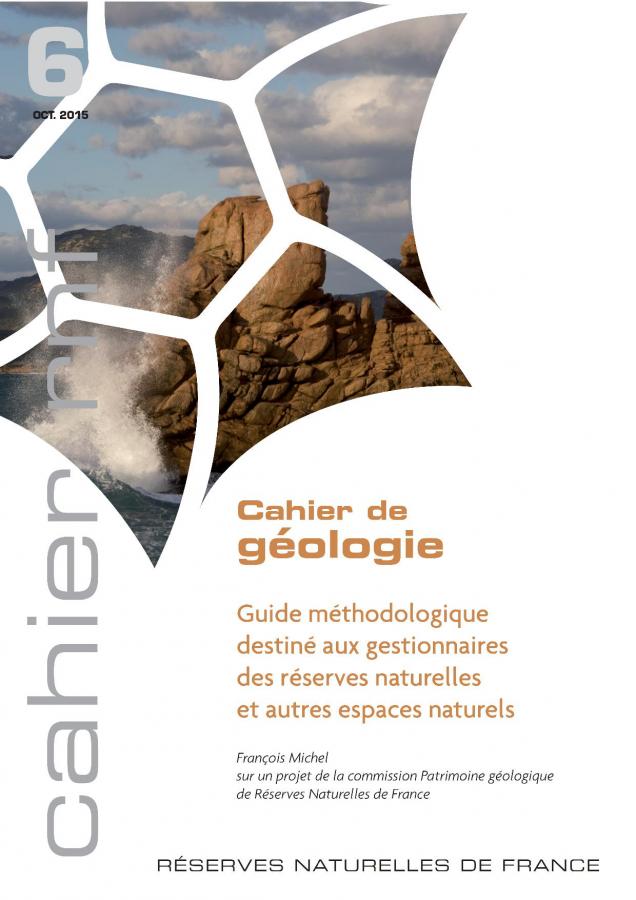 6
OCT. 2015
cahier rnf
Cahier de
géologie
Guide méthodologique
destiné aux gestionnaires
des réserves naturelles
et autres espaces naturels
François Michel
sur un projet de la commission Patrimoine géologique
de Réserves Naturelles de France
RÉSERVES NATURELLES DE FRANCE